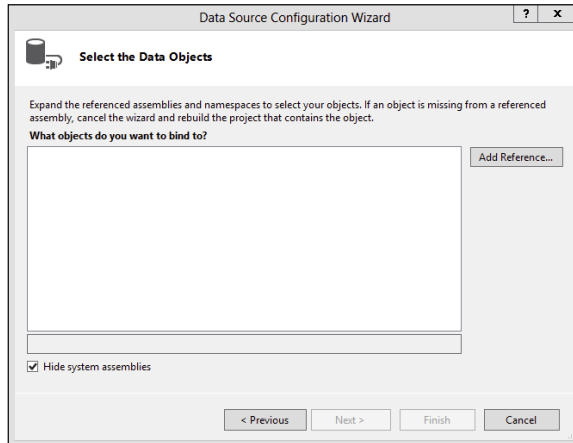 Data Source Configuration Wizard
? x
Select the Data Objects
Expand the referenced assemblies and namespaces to select your objects. If an object is missing from a referenced
assembly, cancel the wizard and rebuild the project that contains the object.
What objects do you want to bind to?
Add Reference...
Hide system assemblies
< Previous Next > Finish Cancel